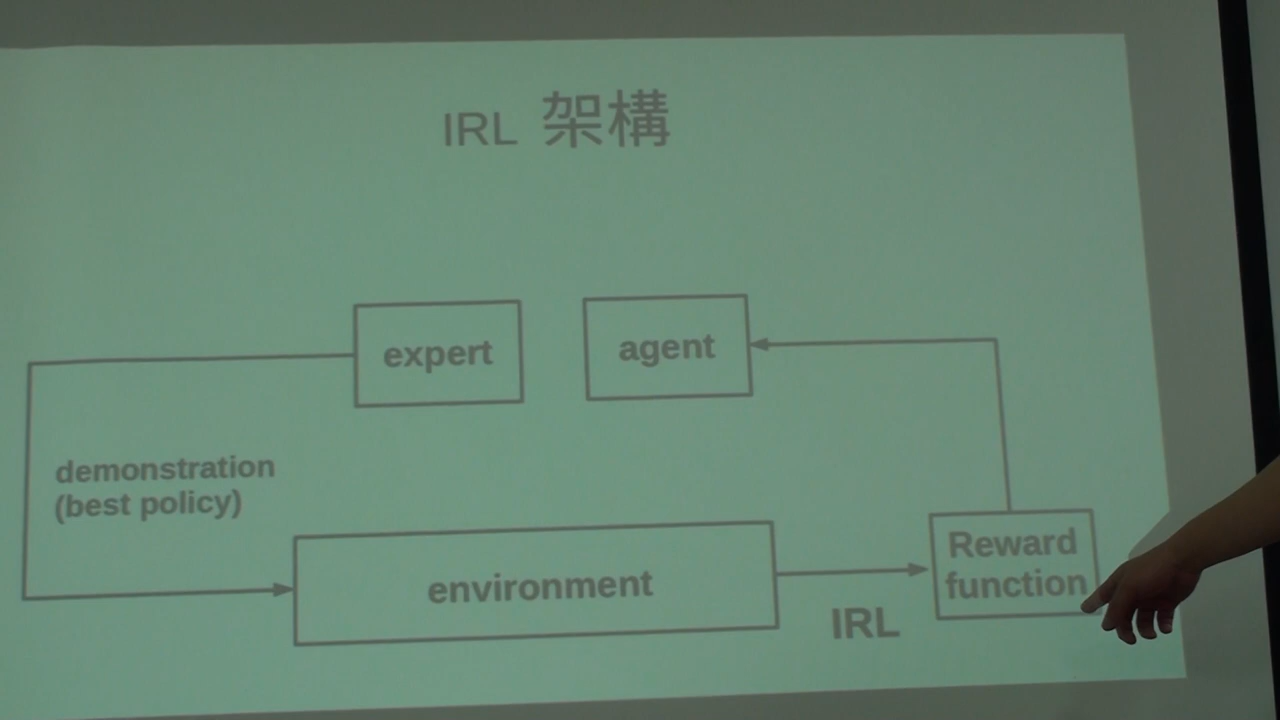 IRL 架構
expert
agent
demonstration
(best policy)
environment
IRL
Reward
function